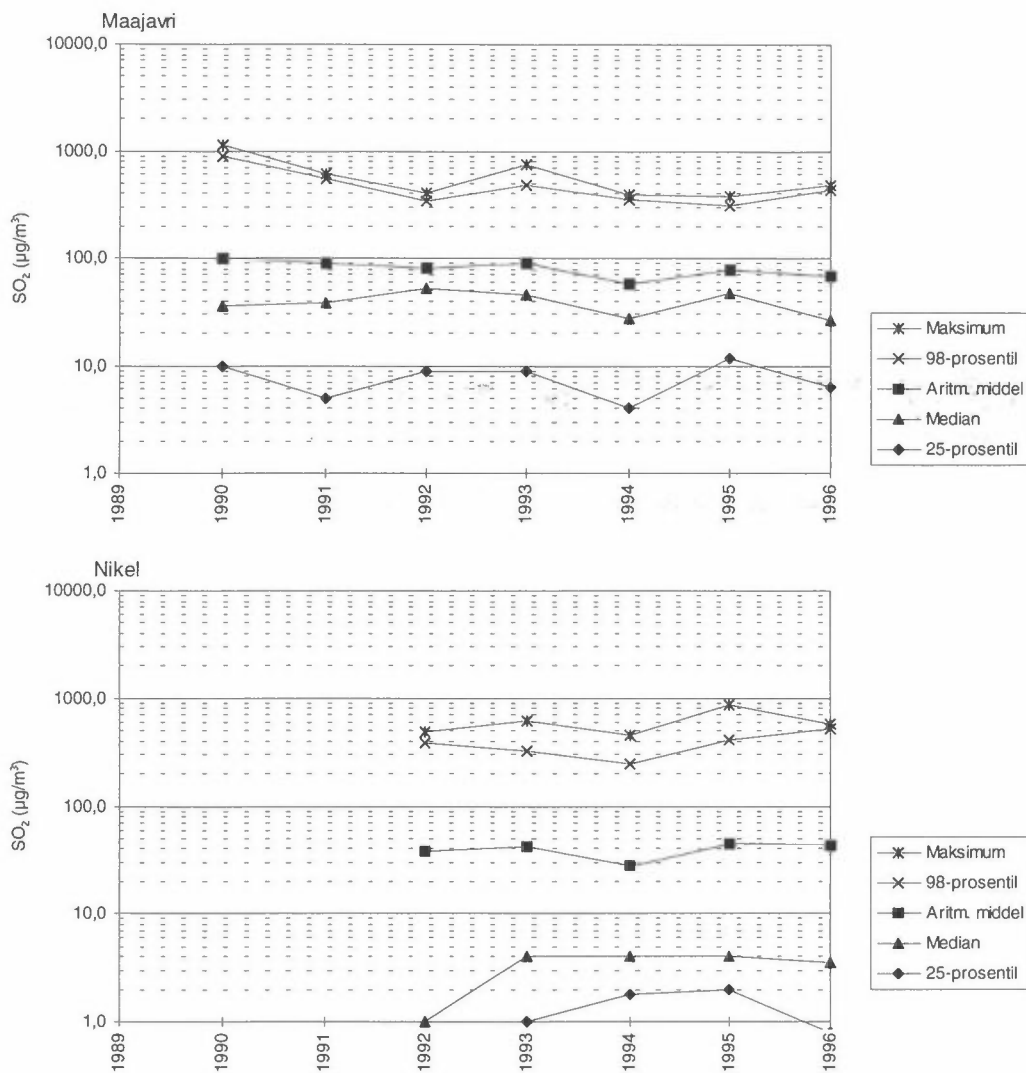 Maajavri
10000,0
1000,0
100,0
10,0
1,0
SO₂ (µg/m³)
1989
1990
1991
1992
1993
1994
1995
1996
Maksimum
98-prosentil
Aritm. middel
Median
25-prosentil
Nikel
10000,0
1000,0
100,0
10,0
1,0
SO₂ (µg/m³)
1989
1990
1991
1992
1993
1994
1995
1996
Maksimum
98-prosentil
Aritm. middel
Median
25-prosentil